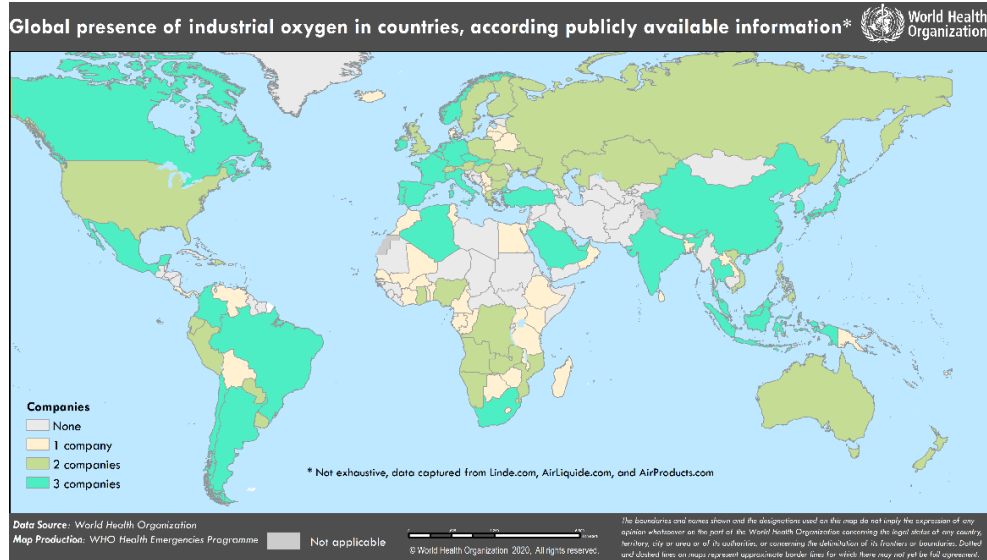 Global presence of industrial oxygen in countries, according publicly available information*
World Health
Organization
Companies
None
1 company
2 companies
3 companies
* Not exhaustive, data captured from Linde.com, AirLiquide.com, and AirProducts.com
Data Source: World Health Organization
Map Production: WHO Health Emergencies Programme
Not applicable
© World Health Organization 2020, All rights reserved.
The boundaries and names shown and the designations used on this map do not imply the expression of any
opinion whatsoever on the part of the World Health Organization concerning the legal status of any country,
territory, city or area or of its authorities, or concerning the delimitation of its frontiers or boundaries. Dotted
and dashed lines on maps represent approximate border lines for which there may not yet be full agreement.